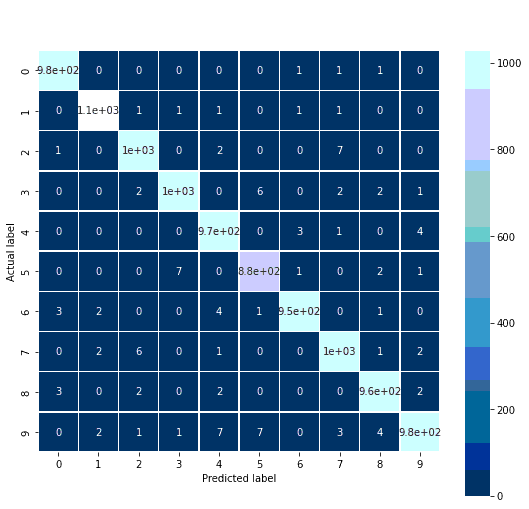 0 9.8e+02 0 0 0 0 0 1 1 1 0
1 0 1.1e+03 1 1 1 0 1 1 0 0
2 1 0 1e+03 0 2 0 0 7 0 0
3 0 0 2 1e+03 0 6 0 2 2 1
4 0 0 0 0 9.7e+02 0 3 1 0 4
5 0 0 0 7 0 8.8e+02 1 0 2 1
6 3 2 0 0 4 1 9.5e+02 0 1 0
7 0 2 6 0 1 0 0 1e+03 1 2
8 3 0 2 0 2 0 0 0 9.6e+02 2
9 0 2 1 1 7 7 0 3 4 9.8e+02
0 1 2 3 4 5 6 7 8 9
Predicted label
Actual label
1000
800
600
400
200
0